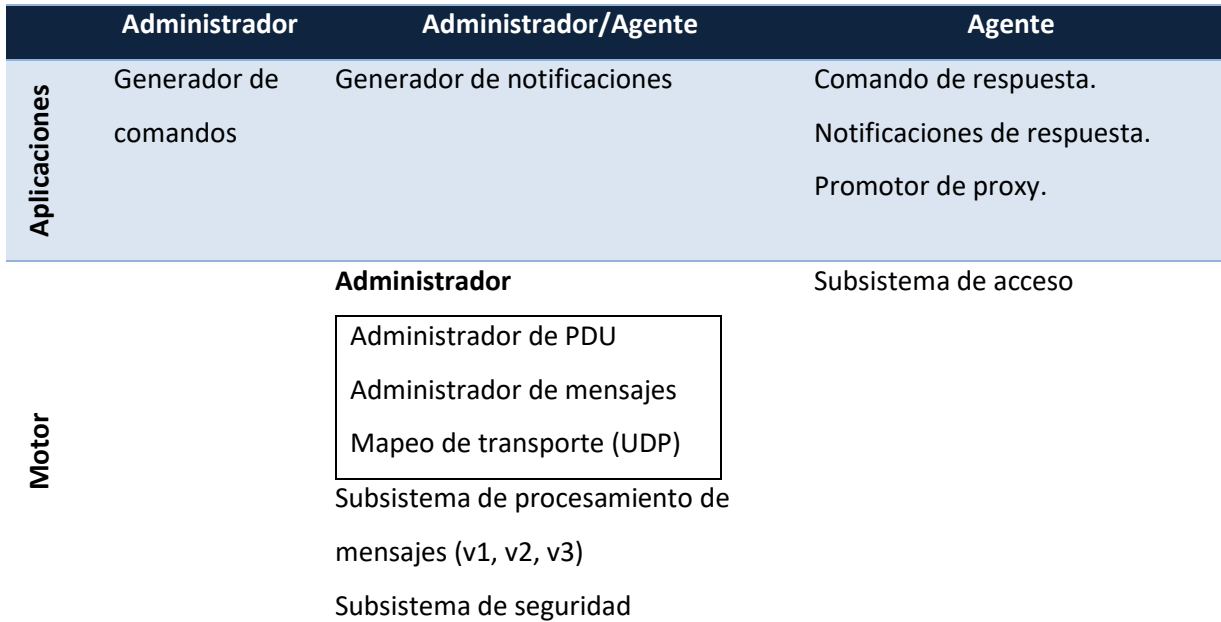 Administrador Administrador/Agente Agente
Aplicaciones
Generador de comandos
Generador de notificaciones
Comando de respuesta.
Notificaciones de respuesta.
Promotor de proxy.
Motor
Administrador
Administrador de PDU
Administrador de mensajes
Mapeo de transporte (UDP)
Subsistema de procesamiento de
mensajes (v1, v2, v3)
Subsistema de seguridad
Subsistema de acceso